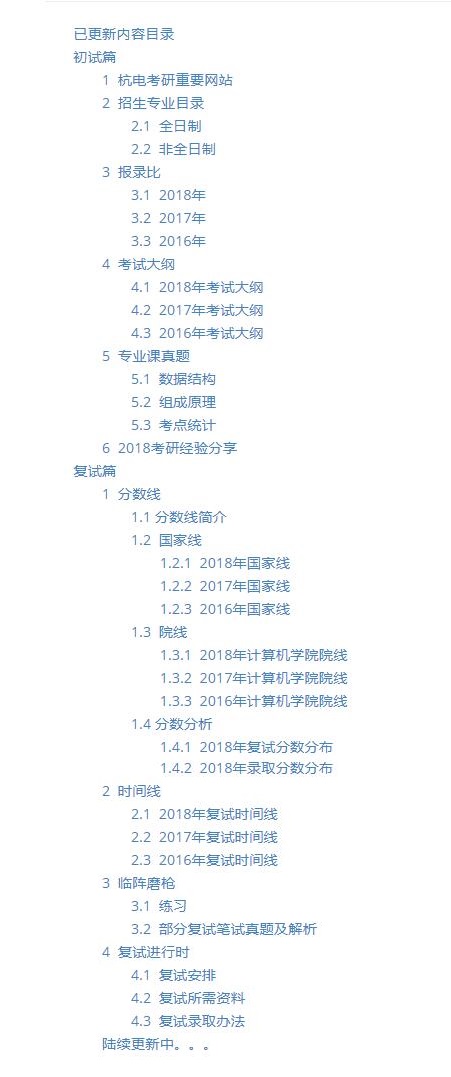 已更新内容目录
初试篇
1 杭电考研重要网站
2 招生专业目录
2.1 全日制
2.2 非全日制
3 报录比
3.1 2018年
3.2 2017年
3.3 2016年
4 考试大纲
4.1 2018年考试大纲
4.2 2017年考试大纲
4.3 2016年考试大纲
5 专业课真题
5.1 数据结构
5.2 组成原理
5.3 考点统计
6 2018考研经验分享
复试篇
1 分数线
1.1 分数线简介
1.2 国家线
1.2.1 2018年国家线
1.2.2 2017年国家线
1.2.3 2016年国家线
1.3 院线
1.3.1 2018年计算机学院院线
1.3.2 2017年计算机学院院线
1.3.3 2016年计算机学院院线
1.4 分数分析
1.4.1 2018年复试分数分布
1.4.2 2018年录取分数分布
2 时间线
2.1 2018年复试时间线
2.2 2017年复试时间线
2.3 2016年复试时间线
3 临阵磨枪
3.1 练习
3.2 部分复试笔试真题及解析
4 复试进行时
4.1 复试安排
4.2 复试所需资料
4.3 复试录取办法
陆续更新中。。。